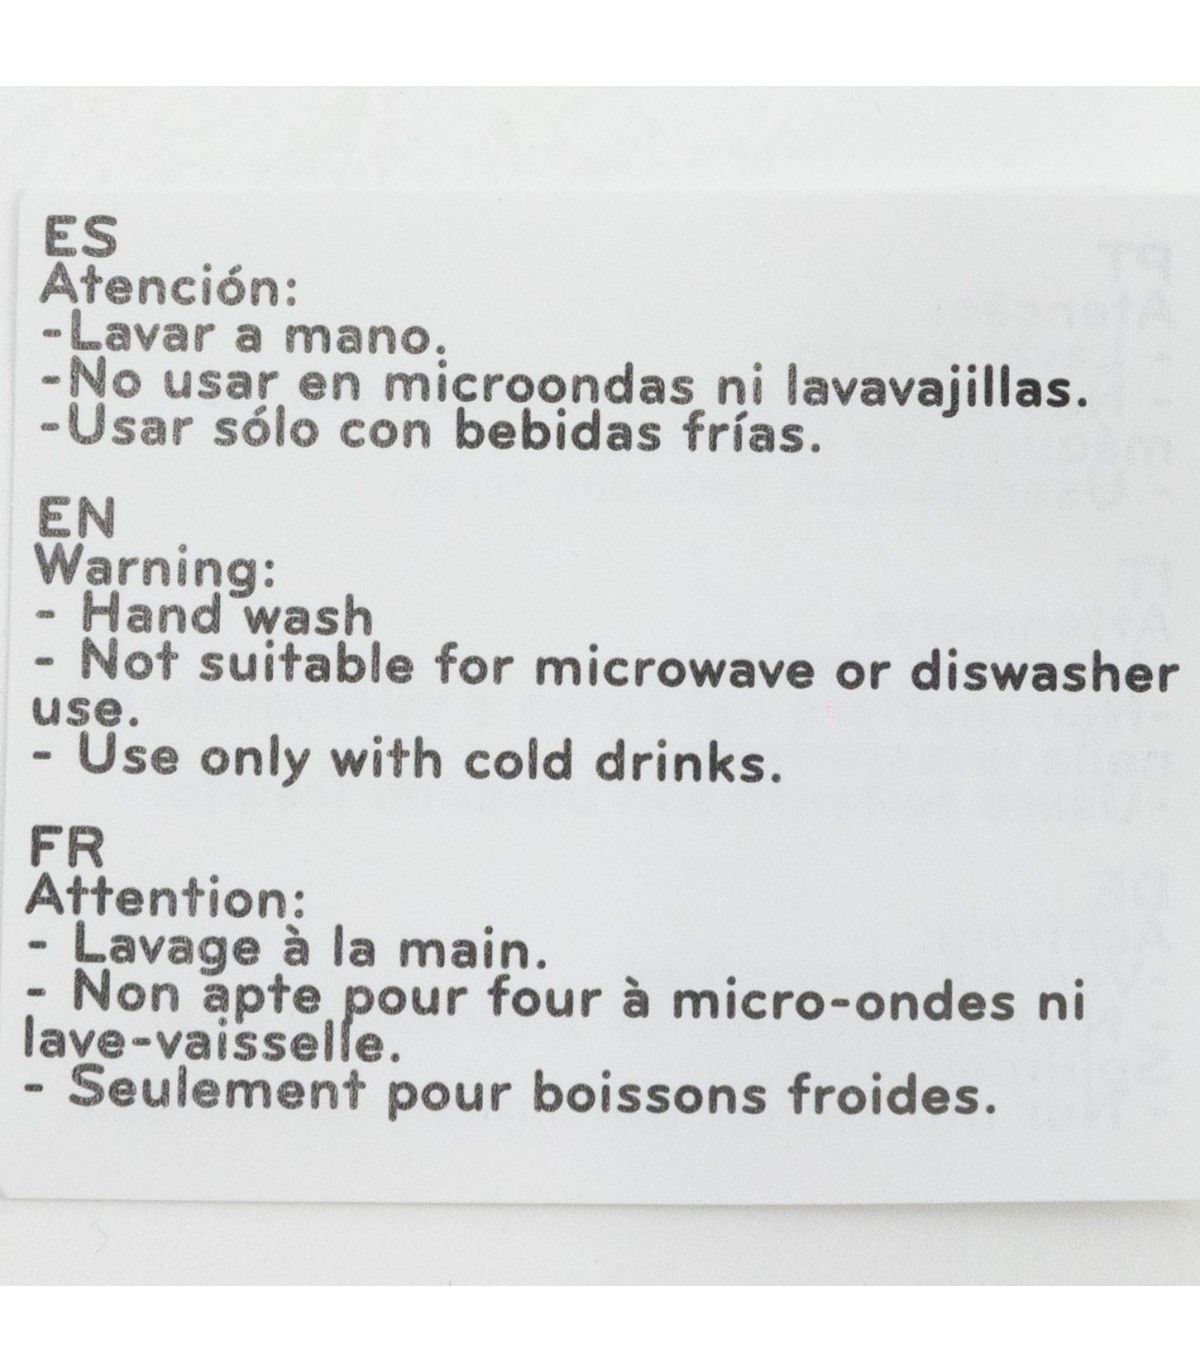 ES
Atención:
-Lavar a mano.
-No usar en microondas ni lavavajillas.
-Usar sólo con bebidas frías.
EN
Warning:
- Hand wash
- Not suitable for microwave or diswasher
use.
- Use only with cold drinks.
FR
Attention:
- Lavage à la main.
- Non apte pour four à micro-ondes ni
lave-vaisselle.
- Seulement pour boissons froides.